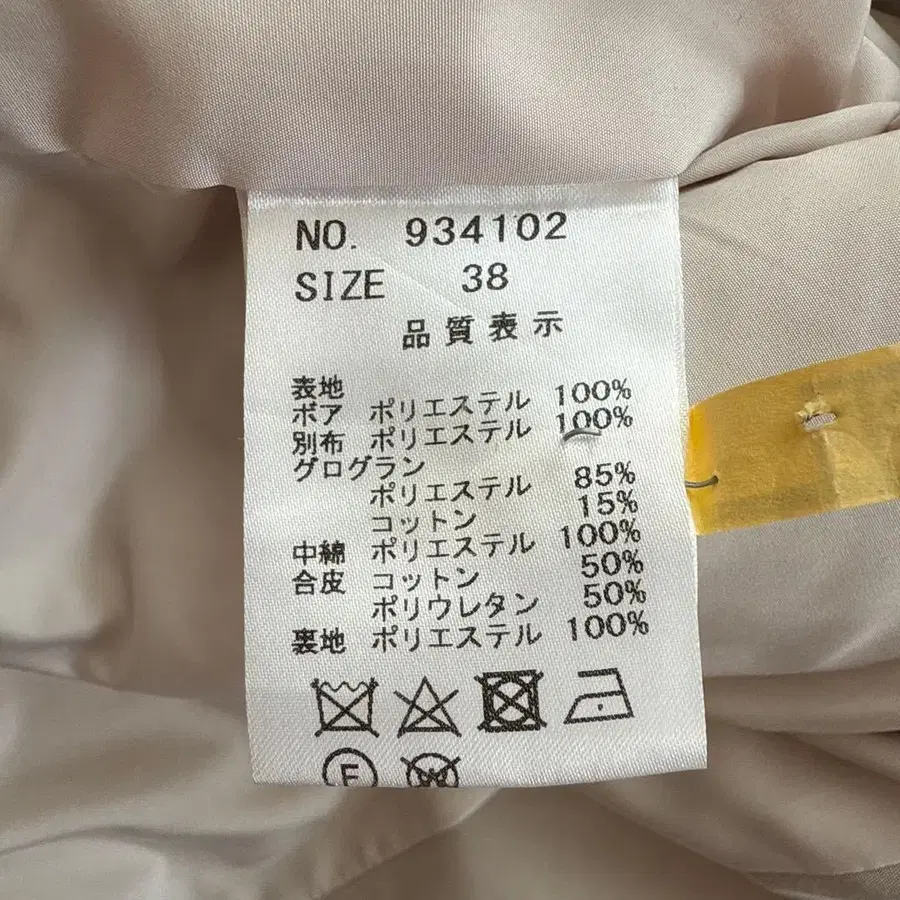 NO. 934102
SIZE 38
品質表示
表地
ボア ポリエステル 100%
別布 ポリエステル 100%
グログラン
ポリエステル 85%
コットン 15%
中綿 ポリエステル 100%
合皮 コットン 50%
ポリウレタン 50%
裏地 ポリエステル 100%
F W